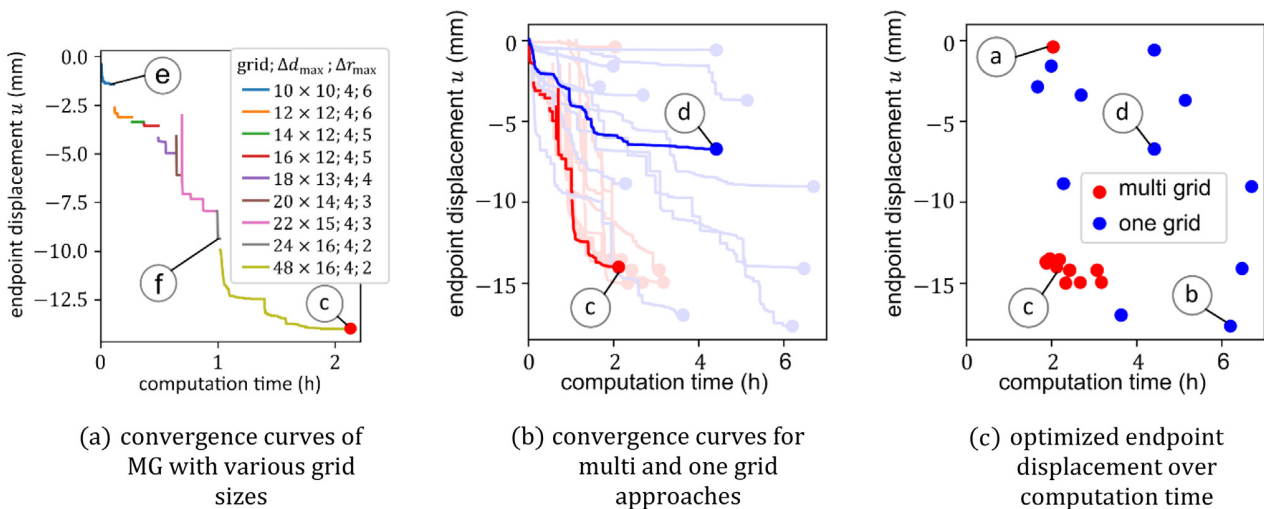 endpoint displacement u (mm)
0.0
−2.5
−5.0
−7.5
−10.0
−12.5
0
1
2
computation time (h)
grid; Δd_max ; Δr_max
10 × 10; 4; 6
12 × 12; 4; 6
14 × 12; 4; 5
16 × 12; 4; 5
18 × 13; 4; 4
20 × 14; 4; 3
22 × 15; 4; 3
24 × 16; 4; 2
48 × 16; 4; 2
e
f
c
(a) convergence curves of
MG with various grid
sizes
endpoint displacement u (mm)
0
−5
−10
−15
0
2
4
6
computation time (h)
d
c
(b) convergence curves for
multi and one grid
approaches
endpoint displacement u (mm)
0
−5
−10
−15
0
2
4
6
computation time (h)
a
d
multi grid
one grid
c
b
(c) optimized endpoint
displacement over
computation time